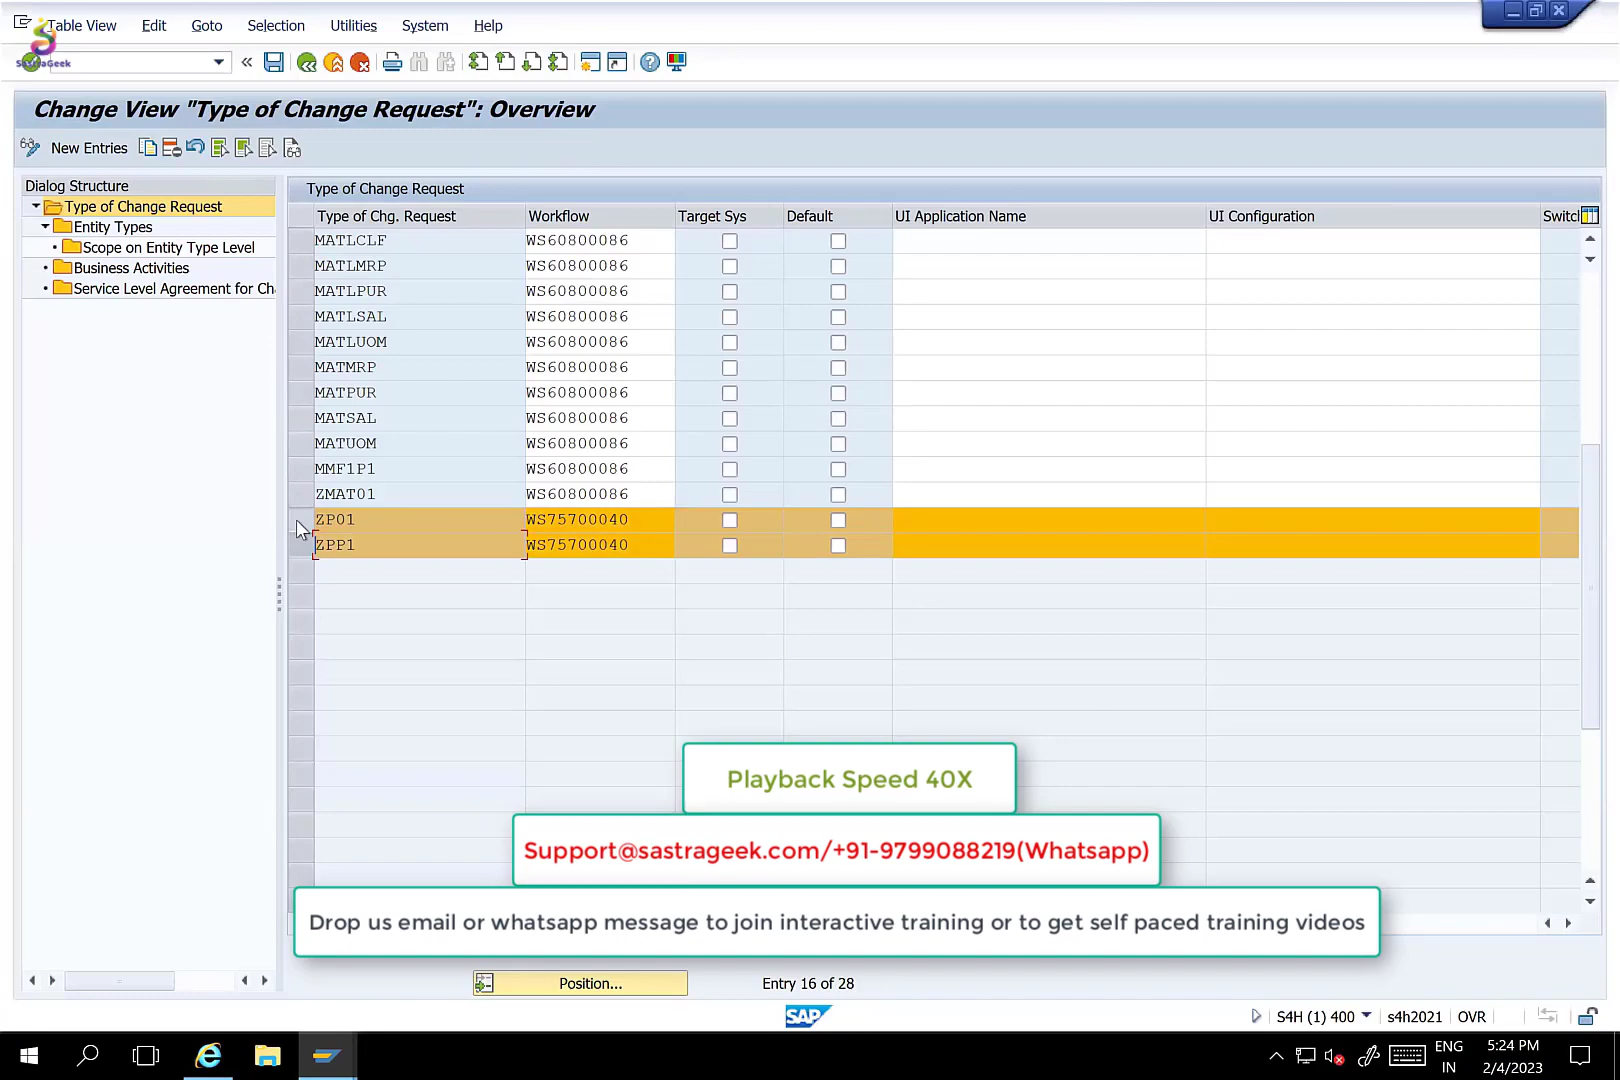 Table View Edit Goto Selection Utilities System Help
SastraGeek
Change View "Type of Change Request": Overview
New Entries
Dialog Structure
Type of Change Request
Entity Types
Scope on Entity Type Level
Business Activities
Service Level Agreement for Ch
Type of Change Request
Type of Chg. Request Workflow Target Sys Default UI Application Name UI Configuration Switch
MATLCLF WS60800086
MATLMRP WS60800086
MATLPUR WS60800086
MATLSAL WS60800086
MATLUOM WS60800086
MATMRP WS60800086
MATPUR WS60800086
MATSAL WS60800086
MATUOM WS60800086
MMF1P1 WS60800086
ZMAT01 WS60800086
ZP01 WS75700040
ZPP1 WS75700040
Playback Speed 40X
Support@sastrageek.com/+91-9799088219(Whatsapp)
Drop us email or whatsapp message to join interactive training or to get self paced training videos
Position... Entry 16 of 28
SAP S4H (1) 400 s4h2021 OVR
ENG 5:24 PM
IN 2/4/2023